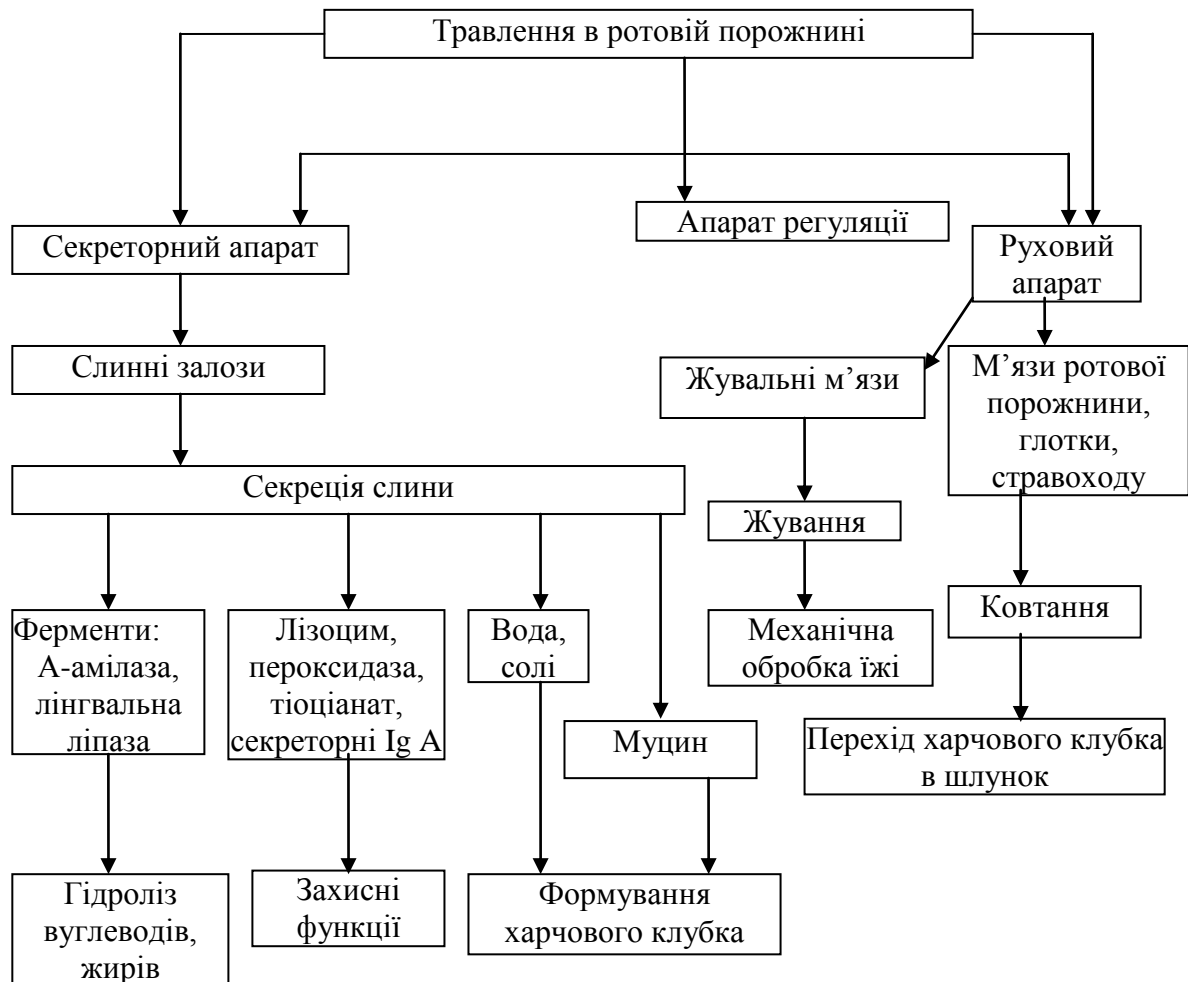 Травлення в ротовій порожнині
Апарат регуляції
Секреторний апарат
Руховий
апарат
Слинні залози
Жувальні м’язи
М’язи ротової
порожнини,
глотки,
стравоходу
Секреція слини
Жування
Ферменти:
А-амілаза,
лінгвальна
ліпаза
Лізоцим,
пероксидаза,
тіоціанат,
секреторні Ig A
Вода,
солі
Механічна
обробка їжі
Ковтання
Муцин
Перехід харчового клубка
в шлунок
Гідроліз
вуглеводів,
жирів
Захисні
функції
Формування
харчового клубка